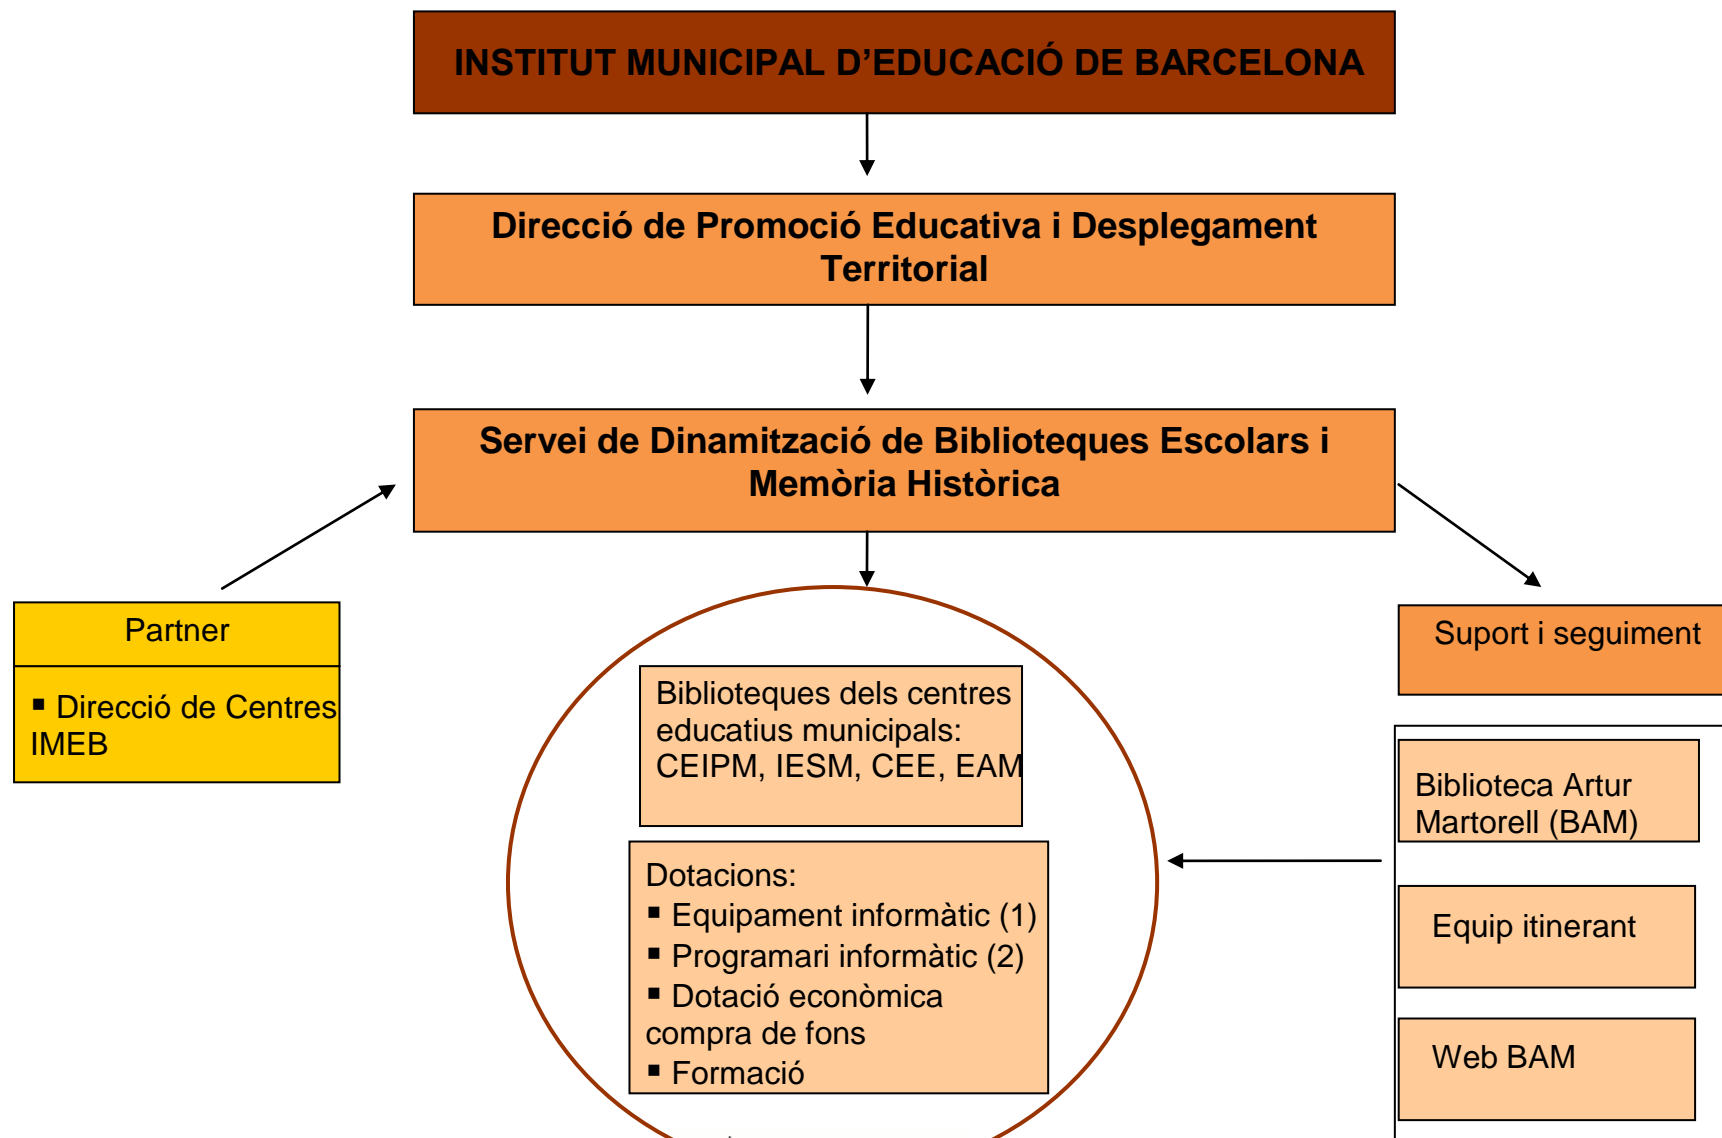 INSTITUT MUNICIPAL D’EDUCACIÓ DE BARCELONA
Direcció de Promoció Educativa i Desplegament
Territorial
Servei de Dinamització de Biblioteques Escolars i
Memòria Històrica
Partner
▪ Direcció de Centres
IMEB
Biblioteques dels centres
educatius municipals:
CEIPM, IESM, CEE, EAM
Dotacions:
▪ Equipament informàtic (1)
▪ Programari informàtic (2)
▪ Dotació econòmica
compra de fons
▪ Formació
Suport i seguiment
Biblioteca Artur
Martorell (BAM)
Equip itinerant
Web BAM